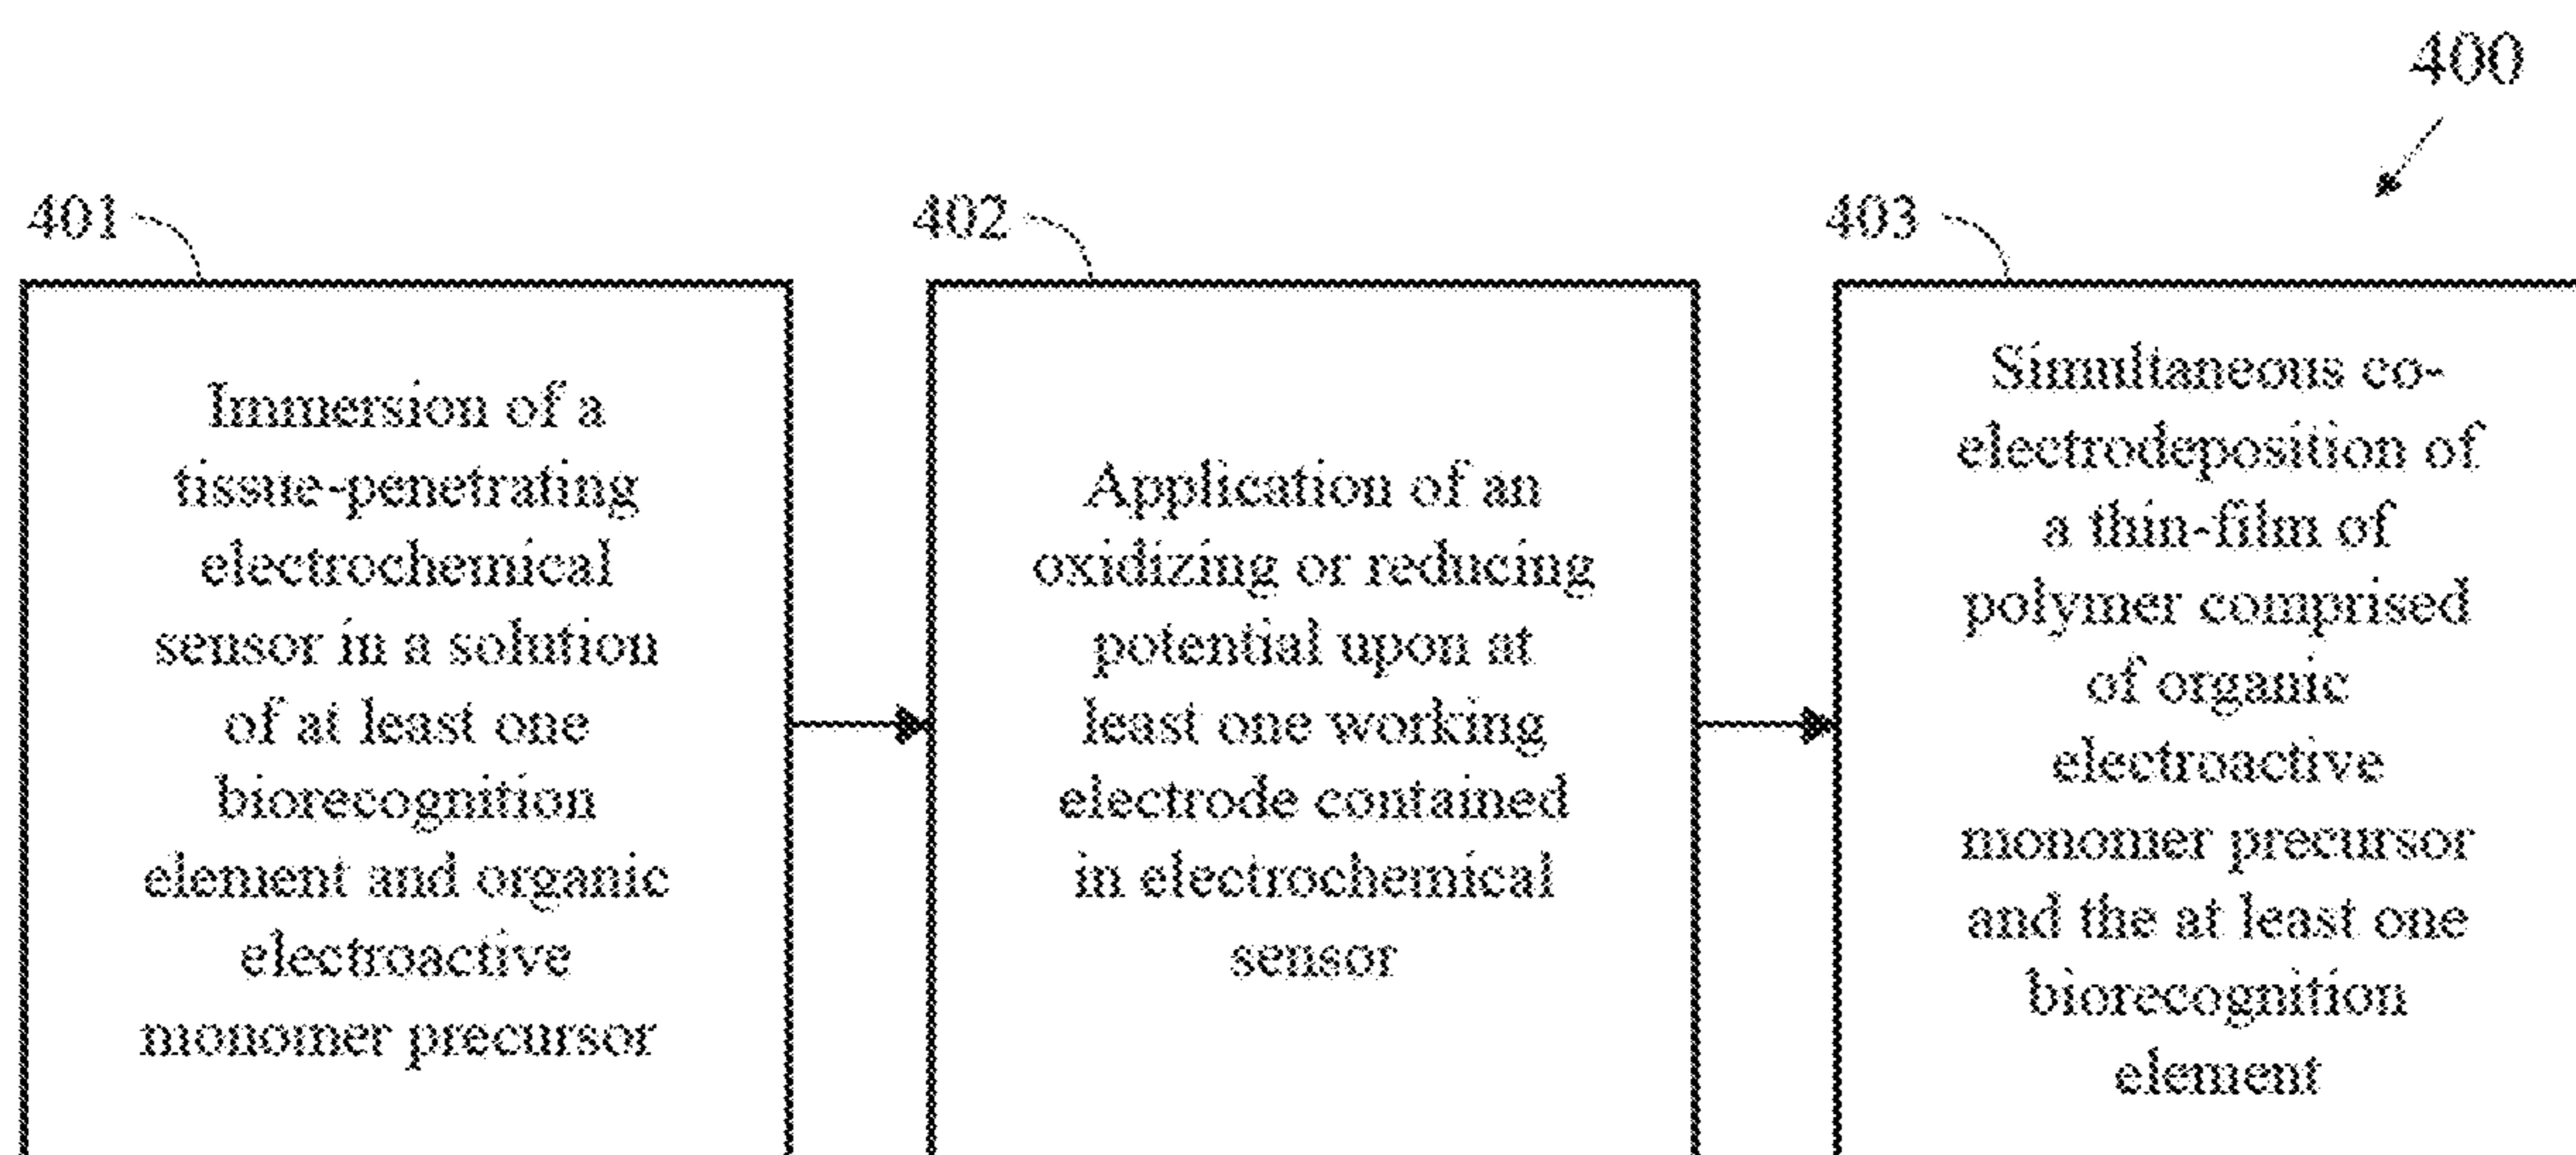 400
401
Immersion of a
tissue-penetrating
electrochemical
sensor in a solution
of at least one
biorecognition
element and organic
electroactive
monomer precursor
402
Application of an
oxidizing or reducing
potential upon at
least one working
electrode contained
in electrochemical
sensor
403
Simultaneous co-
electrodeposition of
a thin-film of
polymer comprised
of organic
electroactive
monomer precursor
and the at least one
biorecognition
element